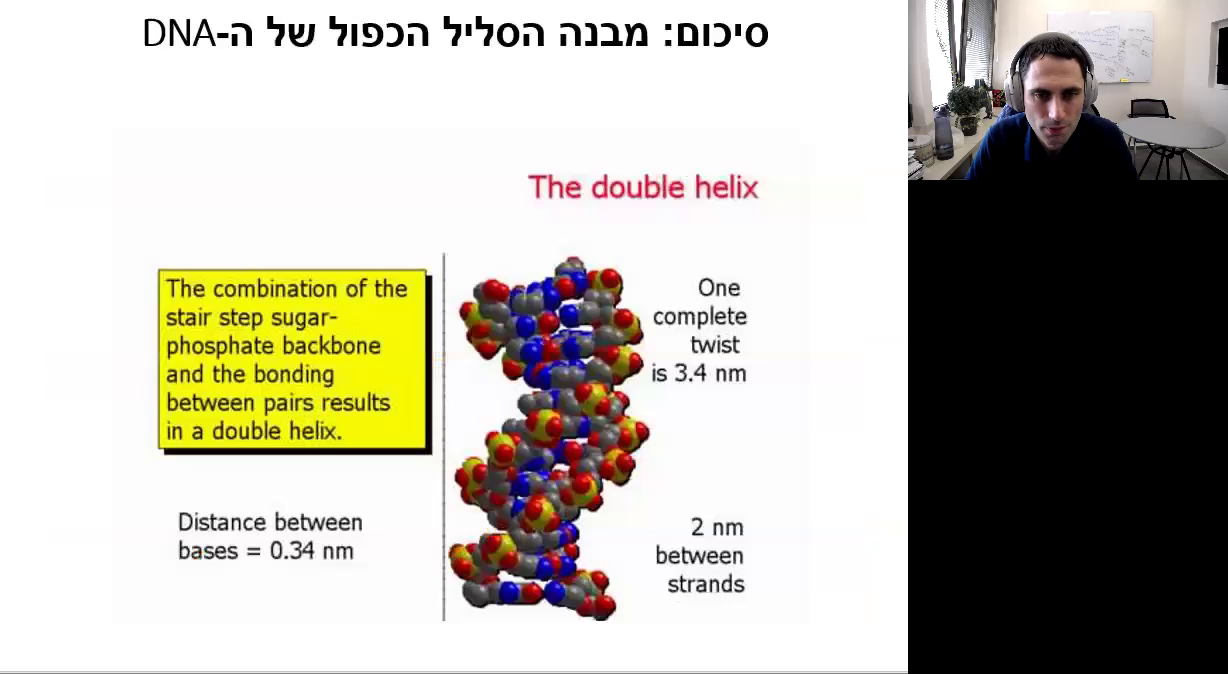 סיכום: מבנה הסליל הכפול של ה-DNA
The double helix
The combination of the
stair step sugar-
phosphate backbone
and the bonding
between pairs results
in a double helix.
Distance between
bases = 0.34 nm
One
complete
twist
is 3.4 nm
2 nm
between
strands